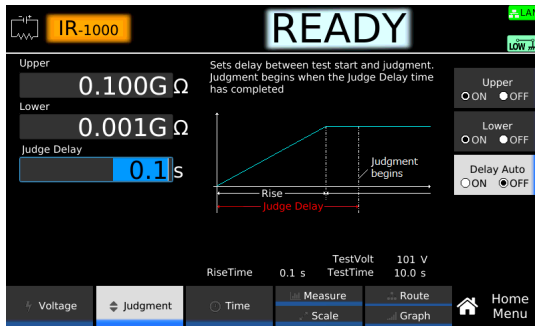 IR-1000
READY
LAN
LOW
Upper
0.100G Ω
Lower
0.001G Ω
Judge Delay
0.1 s
Sets delay between test start and judgment.
Judgment begins when the Judge Delay time
has completed
Judgment
begins
Rise
Judge Delay
TestVolt 101 V
RiseTime 0.1 s TestTime 10.0 s
Upper
ON OFF
Lower
ON OFF
Delay Auto
ON OFF
Voltage
Judgment
Time
Measure
Scale
Route
Graph
Home
Menu